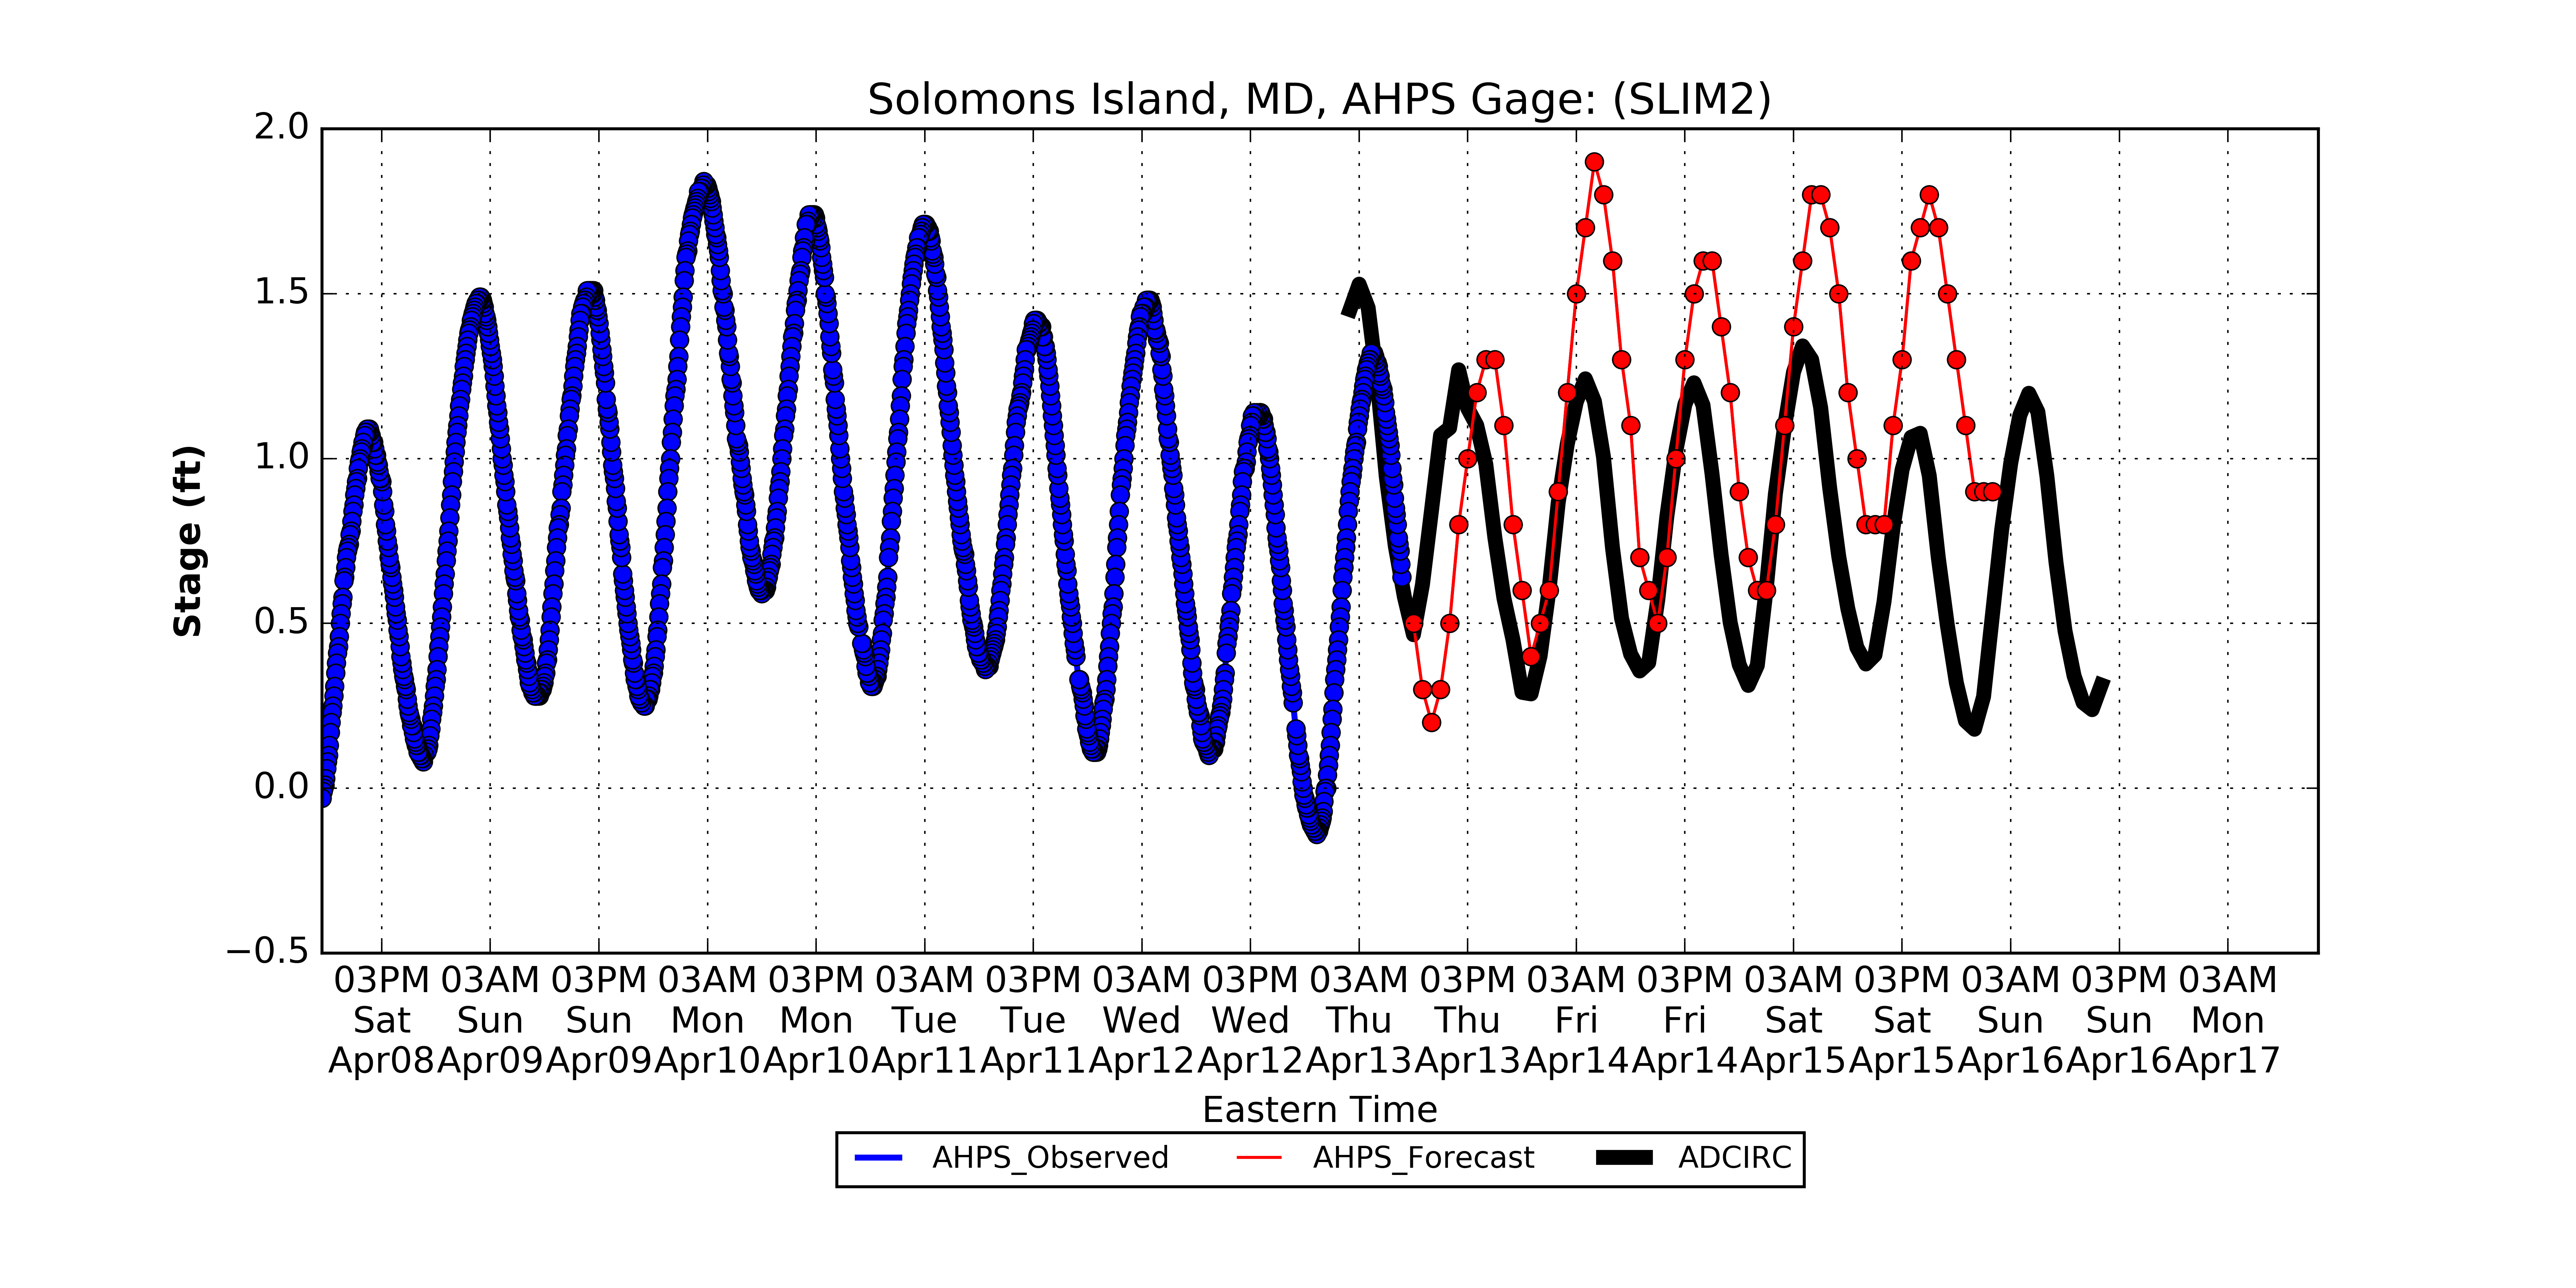 Solomons Island, MD, AHPS Gage: (SLIM2)
2.0
1.5
1.0
0.5
0.0
−0.5
Stage (ft)
03PM 03AM 03PM 03AM 03PM 03AM 03PM 03AM 03PM 03AM 03PM 03AM 03PM 03AM 03PM 03AM 03PM 03AM
Sat Sun Sun Mon Mon Tue Tue Wed Wed Thu Thu Fri Fri Sat Sat Sun Sun Mon
Apr08 Apr09 Apr09 Apr10 Apr10 Apr11 Apr11 Apr12 Apr12 Apr13 Apr13 Apr14 Apr14 Apr15 Apr15 Apr16 Apr16 Apr17
Eastern Time
AHPS_Observed AHPS_Forecast ADCIRC